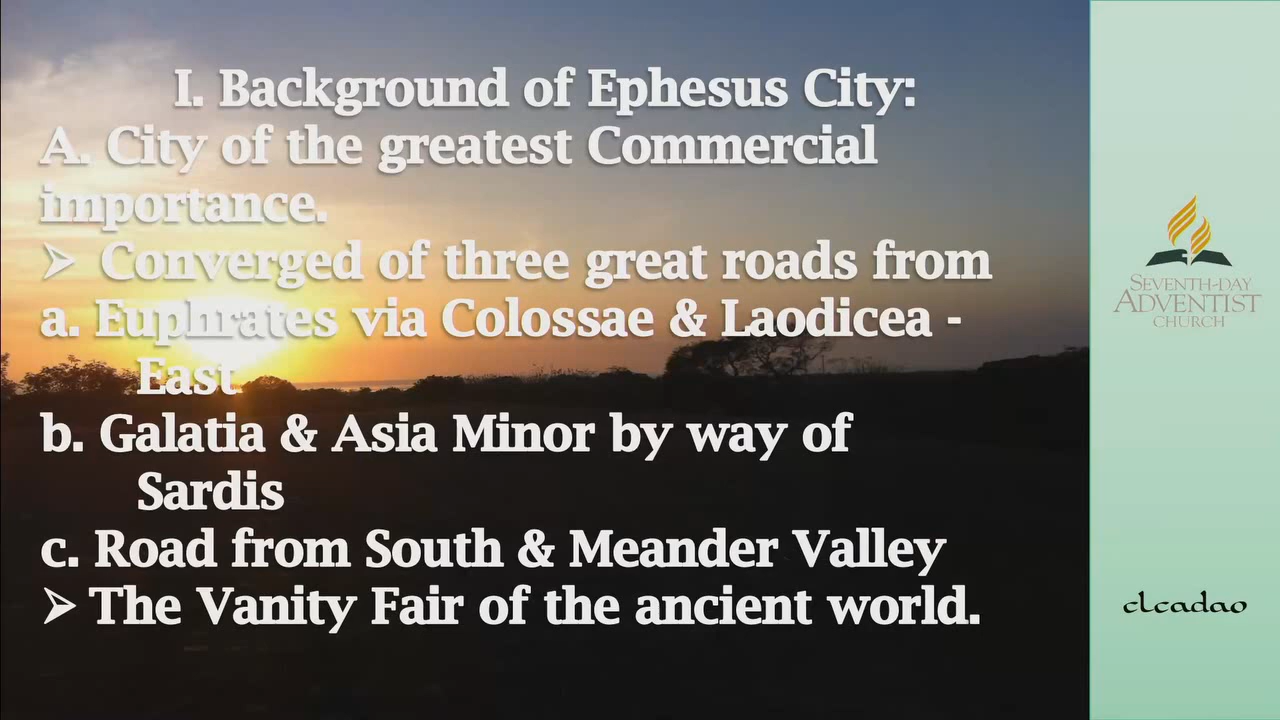 I. Background of Ephesus City:
A. City of the greatest Commercial
importance.
➢ Converged of three great roads from
a. Euphrates via Colossae & Laodicea -
East
b. Galatia & Asia Minor by way of
Sardis
c. Road from South & Meander Valley
➢ The Vanity Fair of the ancient world.
SEVENTH-DAY
ADVENTIST
CHURCH
clcadao